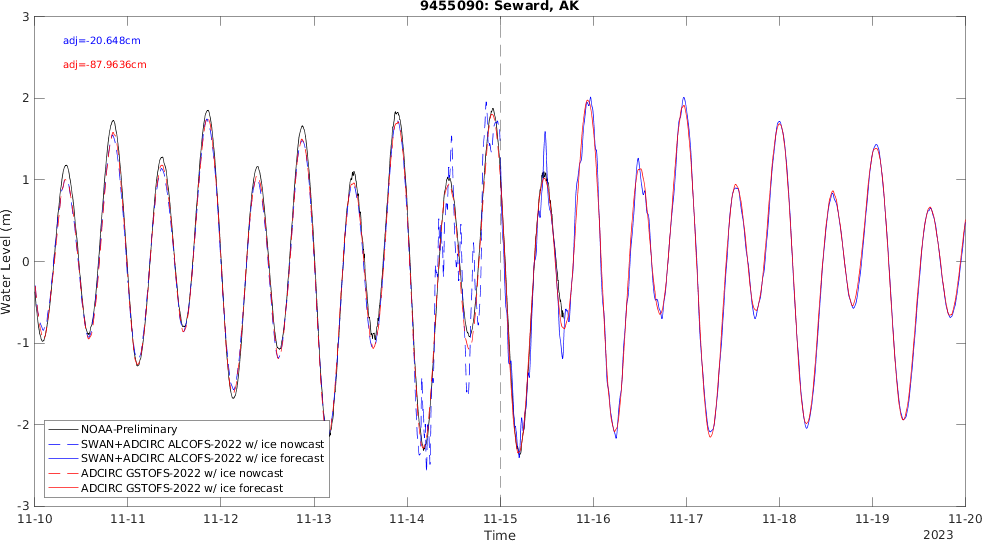 9455090: Seward, AK
adj=-20.648cm
adj=-87.9636cm
3
2
1
0
-1
-2
-3
Water Level (m)
NOAA-Preliminary
SWAN+ADCIRC ALCOFS-2022 w/ ice nowcast
SWAN+ADCIRC ALCOFS-2022 w/ ice forecast
ADCIRC GSTOFS-2022 w/ ice nowcast
ADCIRC GSTOFS-2022 w/ ice forecast
11-10 11-11 11-12 11-13 11-14 11-15 11-16 11-17 11-18 11-19 11-20
Time
2023